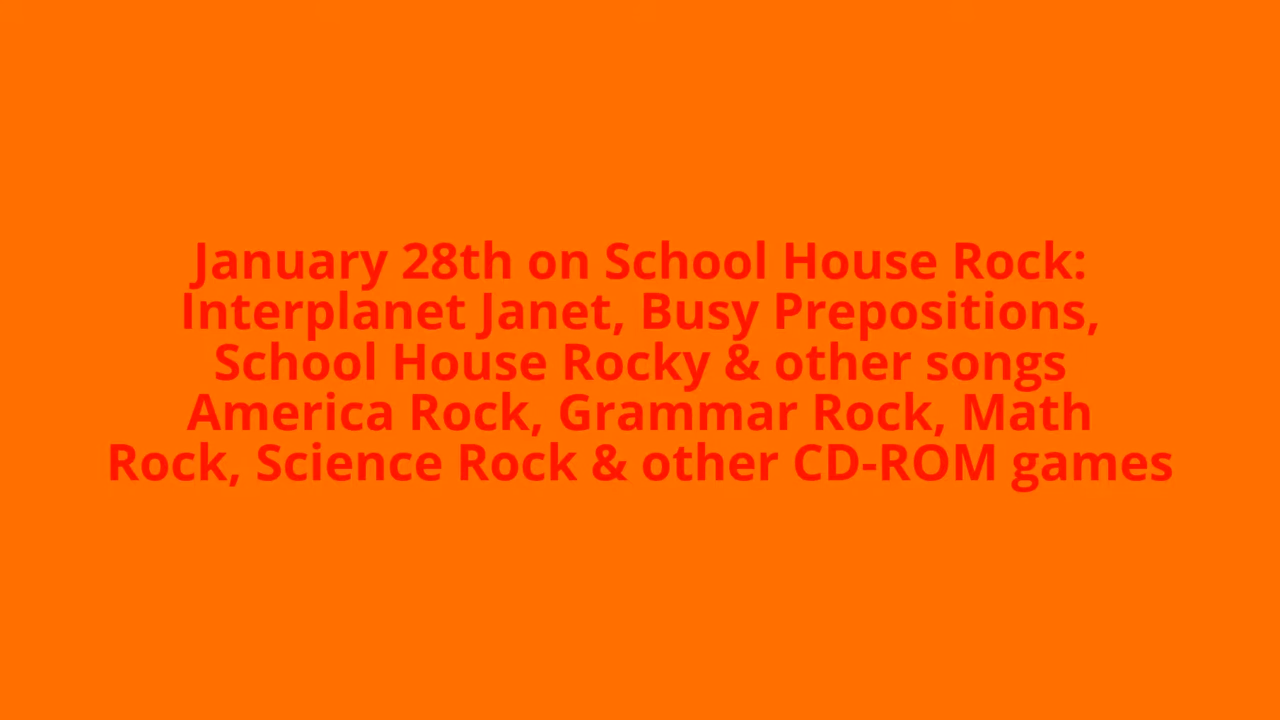 January 28th on School House Rock:
Interplanet Janet, Busy Prepositions,
School House Rocky & other songs
America Rock, Grammar Rock, Math
Rock, Science Rock & other CD-ROM games